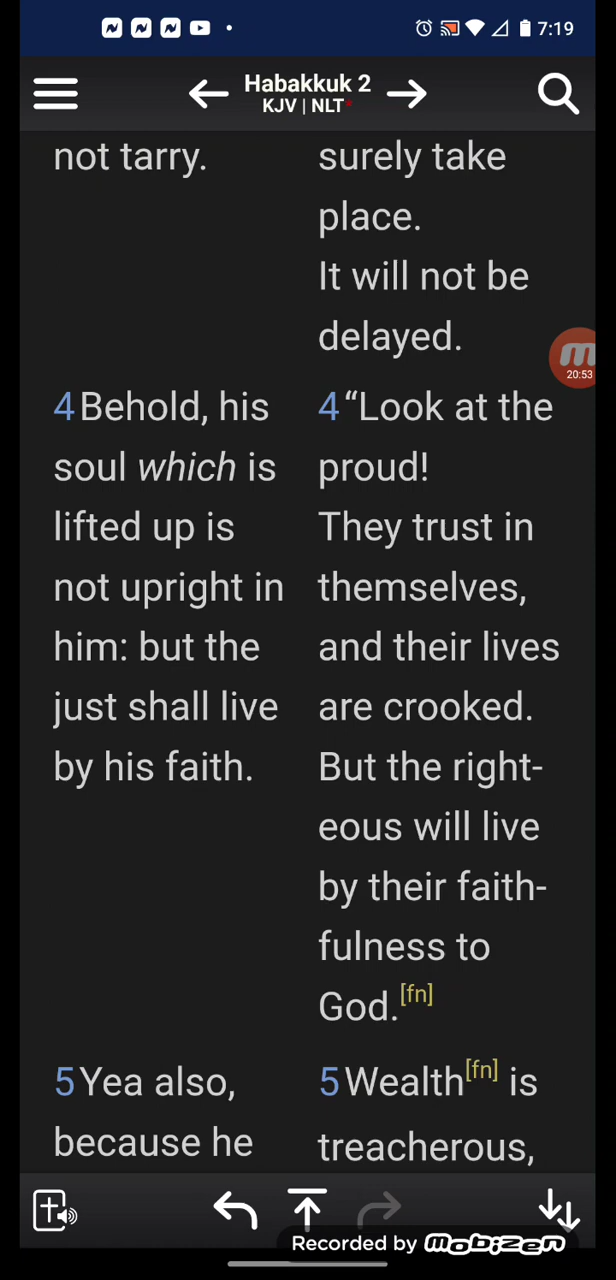 7:19
Habakkuk 2
KJV | NLT
not tarry.
surely take
place.
It will not be
delayed.
20:53
4 Behold, his
soul which is
lifted up is
not upright in
him: but the
just shall live
by his faith.
4 “Look at the
proud!
They trust in
themselves,
and their lives
are crooked.
But the right-
eous will live
by their faith-
fulness to
God.[fn]
5 Yea also,
because he
5 Wealth[fn] is
treacherous,
Recorded by mobizen